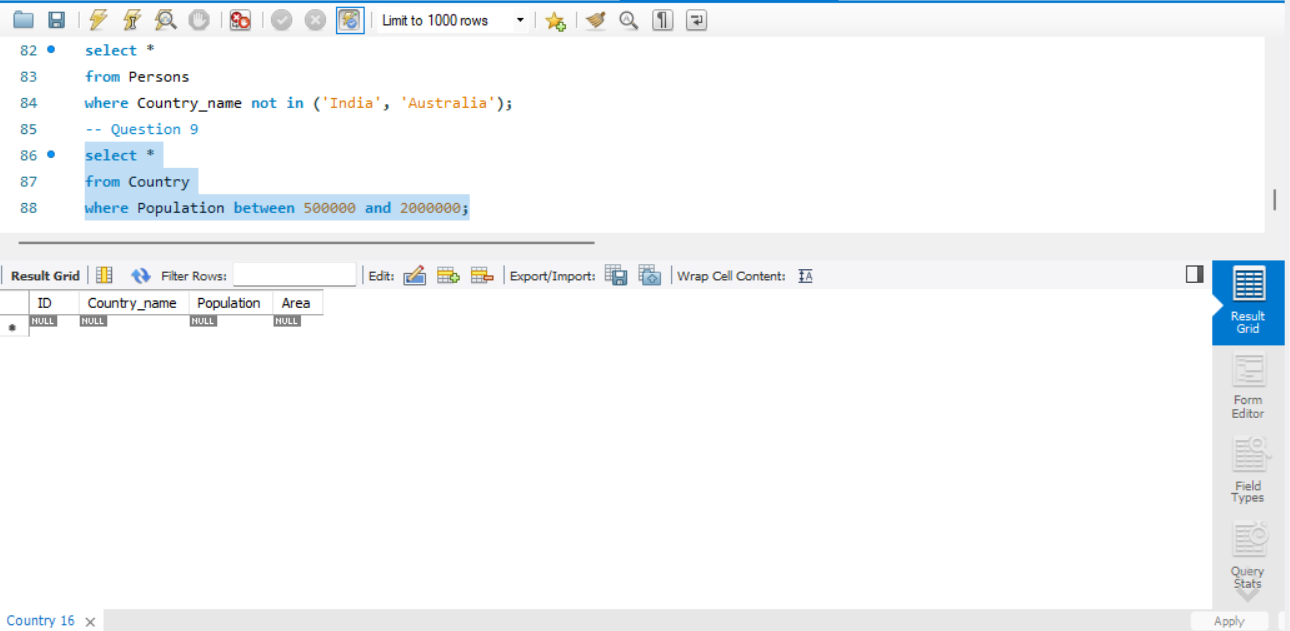 Limit to 1000 rows
82 select *
83 from Persons
84 where Country_name not in ('India', 'Australia');
85 -- Question 9
86 select *
87 from Country
88 where Population between 500000 and 2000000;
Result Grid Filter Rows: Edit: Export/Import: Wrap Cell Content: IA
ID Country_name Population Area
NULL NULL NULL NULL
Result
Grid
Form
Editor
Field
Types
Query
Stats
Country 16 Apply